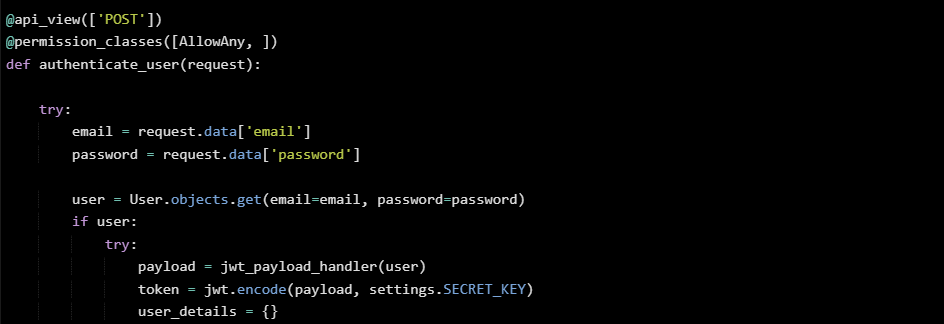 @api_view(['POST'])
@permission_classes([AllowAny, ])
def authenticate_user(request):
try:
email = request.data['email']
password = request.data['password']
user = User.objects.get(email=email, password=password)
if user:
try:
payload = jwt_payload_handler(user)
token = jwt.encode(payload, settings.SECRET_KEY)
user_details = {}